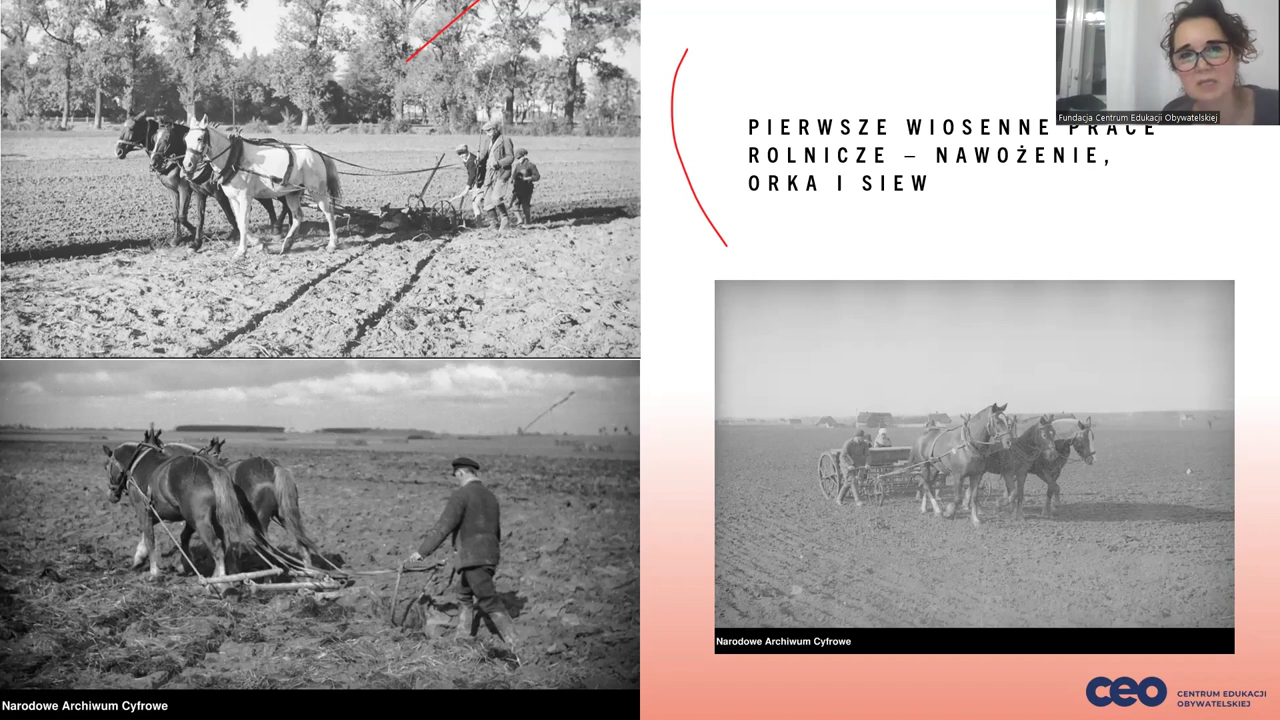 Fundacja Centrum Edukacji Obywatelskiej
PIERWSZE WIOSENNE PRACE
ROLNICZE – NAWOŻENIE,
ORKA I SIEW
Narodowe Archiwum Cyfrowe
Narodowe Archiwum Cyfrowe
ceo CENTRUM EDUKACJI
OBYWATELSKIEJ